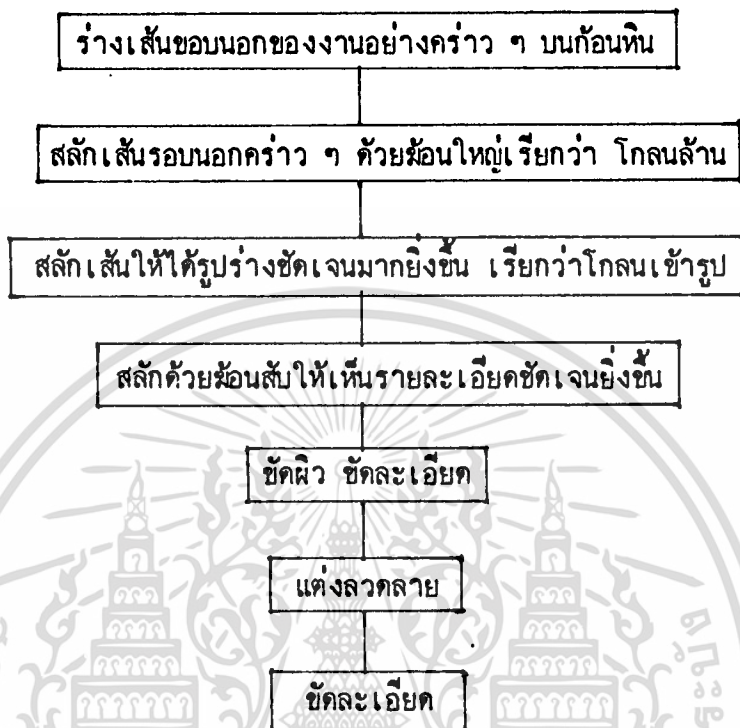 ร่างเส้นขอบนอกของงานอย่างคร่าว ๆ บนก้อนหิน
สลักเส้นรอบนอกคร่าว ๆ ด้วยฆ้อนใหญ่เรียกว่า โกลนล้าน
สลักเส้นให้ได้รูปร่างชัดเจนมากยิ่งขึ้น เรียกว่าโกลนเข้ารูป
สลักด้วยฆ้อนสับให้เห็นรายละเอียดชัดเจนยิ่งขึ้น
ขัดผิว ขัดละเอียด
แต่งลวดลาย
ขัดละเอียด